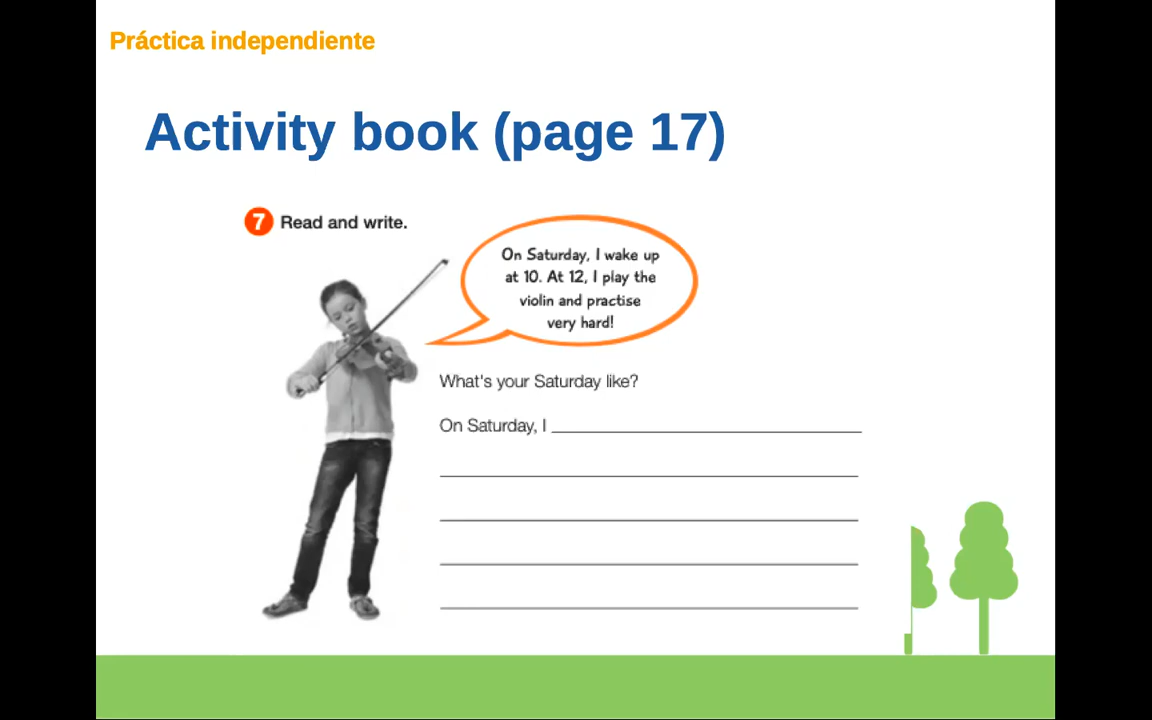 Práctica independiente
Activity book (page 17)
7 Read and write.
On Saturday, I wake up
at 10. At 12, I play the
violin and practise
very hard!
What's your Saturday like?
On Saturday, I